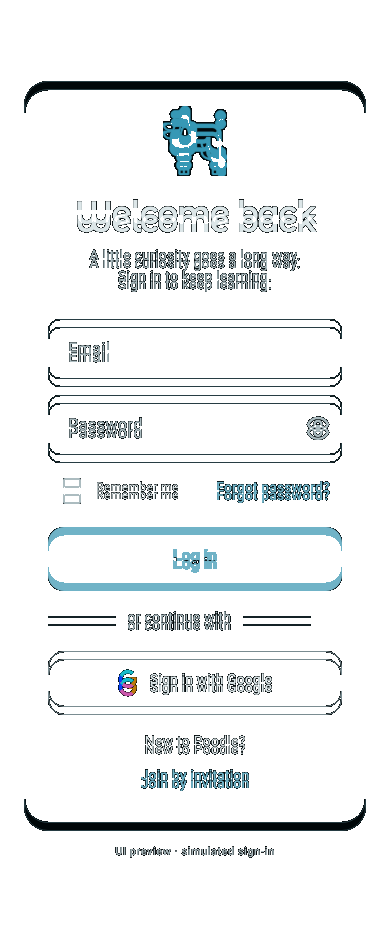 Welcome back
A little curiosity goes a long way.
Sign in to keep learning.
Email
Password
Remember me
Forgot password?
Log in
or continue with
Sign in with Google
New to Poodle?
Join by invitation
UI preview · simulated sign-in